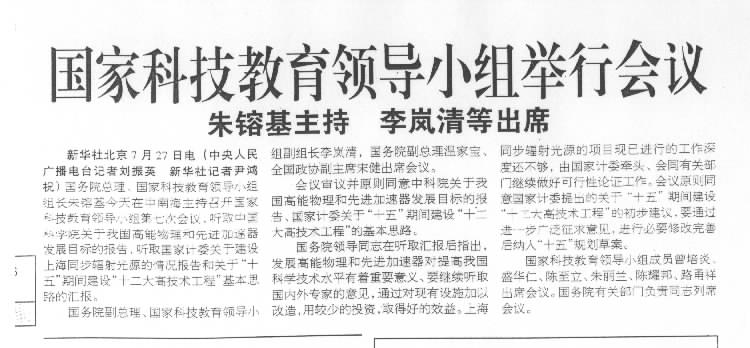 国家科技教育领导小组举行会议
朱镕基主持 李岚清等出席
新华社北京7月27日电（中央人民
广播电台记者刘振英 新华社记者尹鸿
祝）国务院总理、国家科技教育领导小组
组长朱镕基今天在中南海主持召开国家
科技教育领导小组第七次会议，听取中国
科学院关于我国高能物理和先进加速器
发展目标的报告，听取国家计委关于建设
上海同步辐射光源的情况报告和关于“十
五”期间建设“十二大高技术工程”基本思
路的汇报。
国务院副总理、国家科技教育领导小
组副组长李岚清，国务院副总理温家宝、
全国政协副主席宋健出席会议。
会议审议并原则同意中科院关于我
国高能物理和先进加速器发展目标的报
告、国家计委关于“十五”期间建设“十二
大高技术工程”的基本思路。
国务院领导同志在听取汇报后指出，
发展高能物理和先进加速器对提高我国
科学技术水平有着重要意义、要继续听取
国内外专家的意见，通过对现有设施加以
改造，用较少的投资，取得好的效益。上海
同步辐射光源的项目现已进行的工作深
度还不够，由国家计委牵头、会同有关部
门继续做好可行性论证工作。会议原则同
意国家计委提出的关于“十五”期间建设
“十二大高技术工程”的初步建议，要通过
进一步广泛征求意见，进行必要修改完善
后纳入“十五”规划草案。
国家科技教育领导小组成员曾培炎、
盛华仁、陈至立、朱丽兰、陈耀邦、路甬祥
出席会议。国务院有关部门负责同志列席
会议。